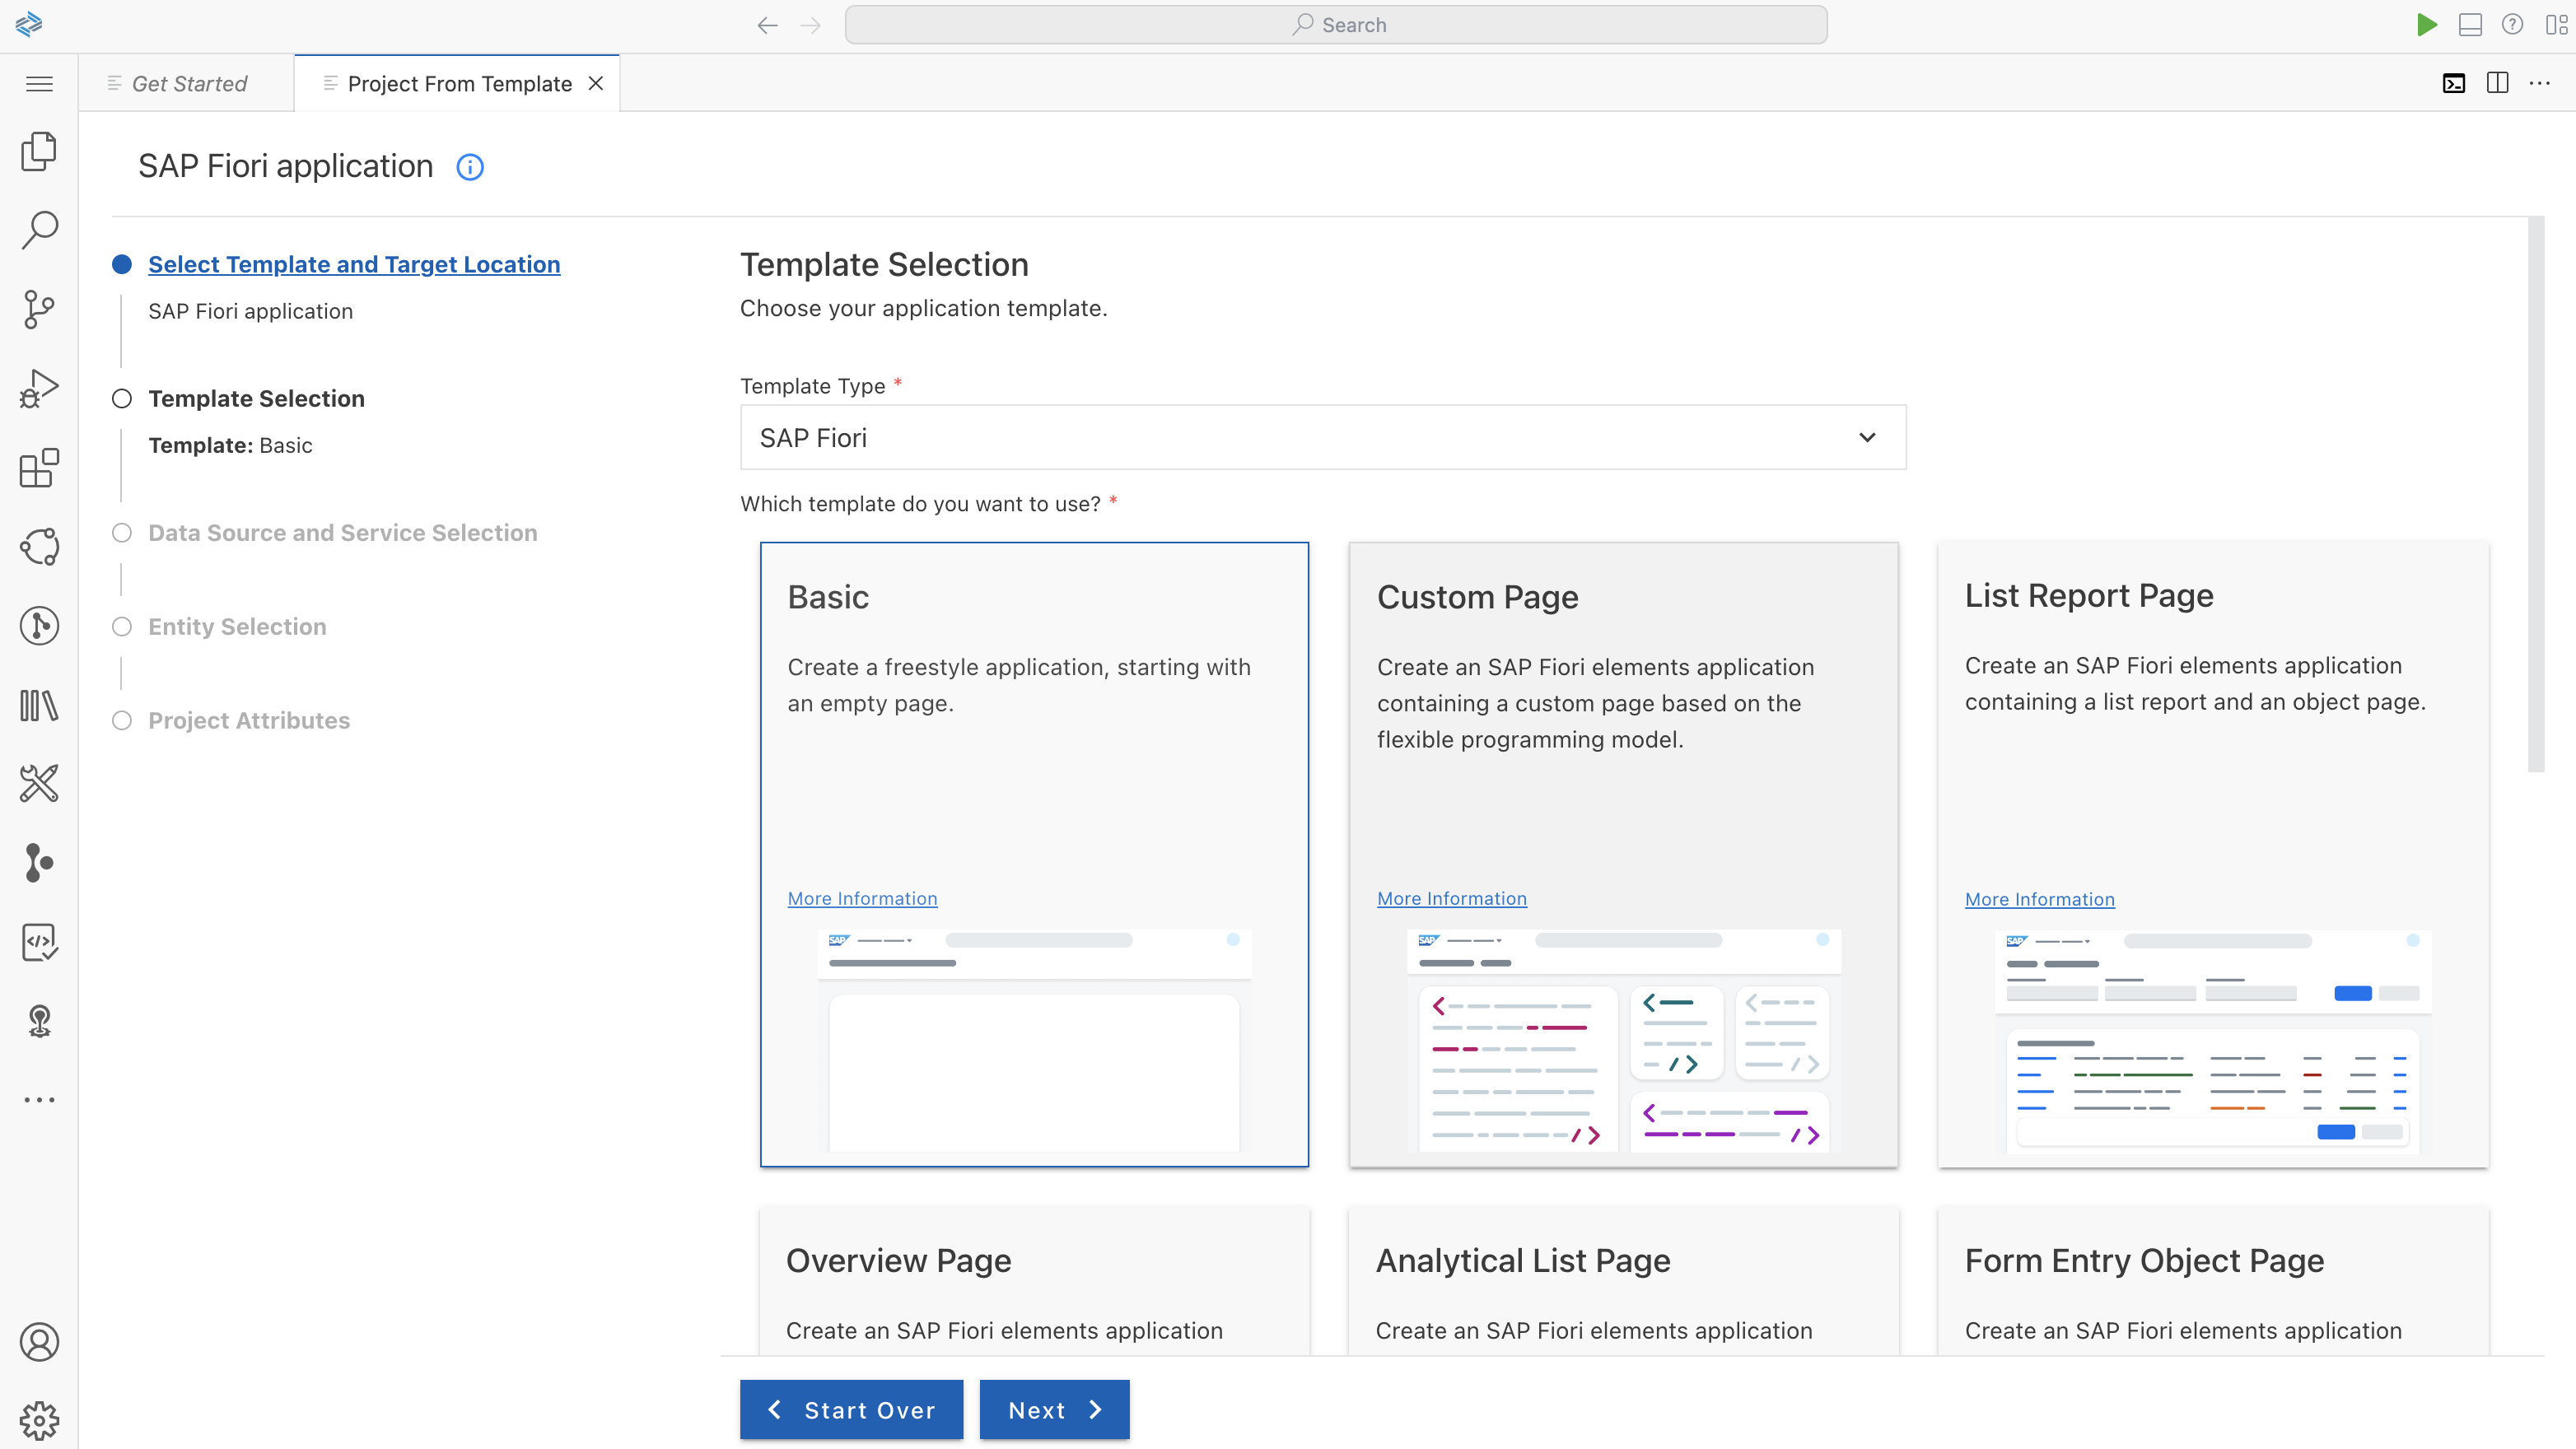 Search
Get Started
Project From Template
SAP Fiori application
Select Template and Target Location
SAP Fiori application
Template Selection
Template: Basic
Data Source and Service Selection
Entity Selection
Project Attributes
Template Selection
Choose your application template.
Template Type *
SAP Fiori
Which template do you want to use? *
Basic
Create a freestyle application, starting with
an empty page.
More Information
SAP
Custom Page
Create an SAP Fiori elements application
containing a custom page based on the
flexible programming model.
More Information
SAP
List Report Page
Create an SAP Fiori elements application
containing a list report and an object page.
More Information
SAP
Overview Page
Create an SAP Fiori elements application
Analytical List Page
Create an SAP Fiori elements application
Form Entry Object Page
Create an SAP Fiori elements application
Start Over
Next